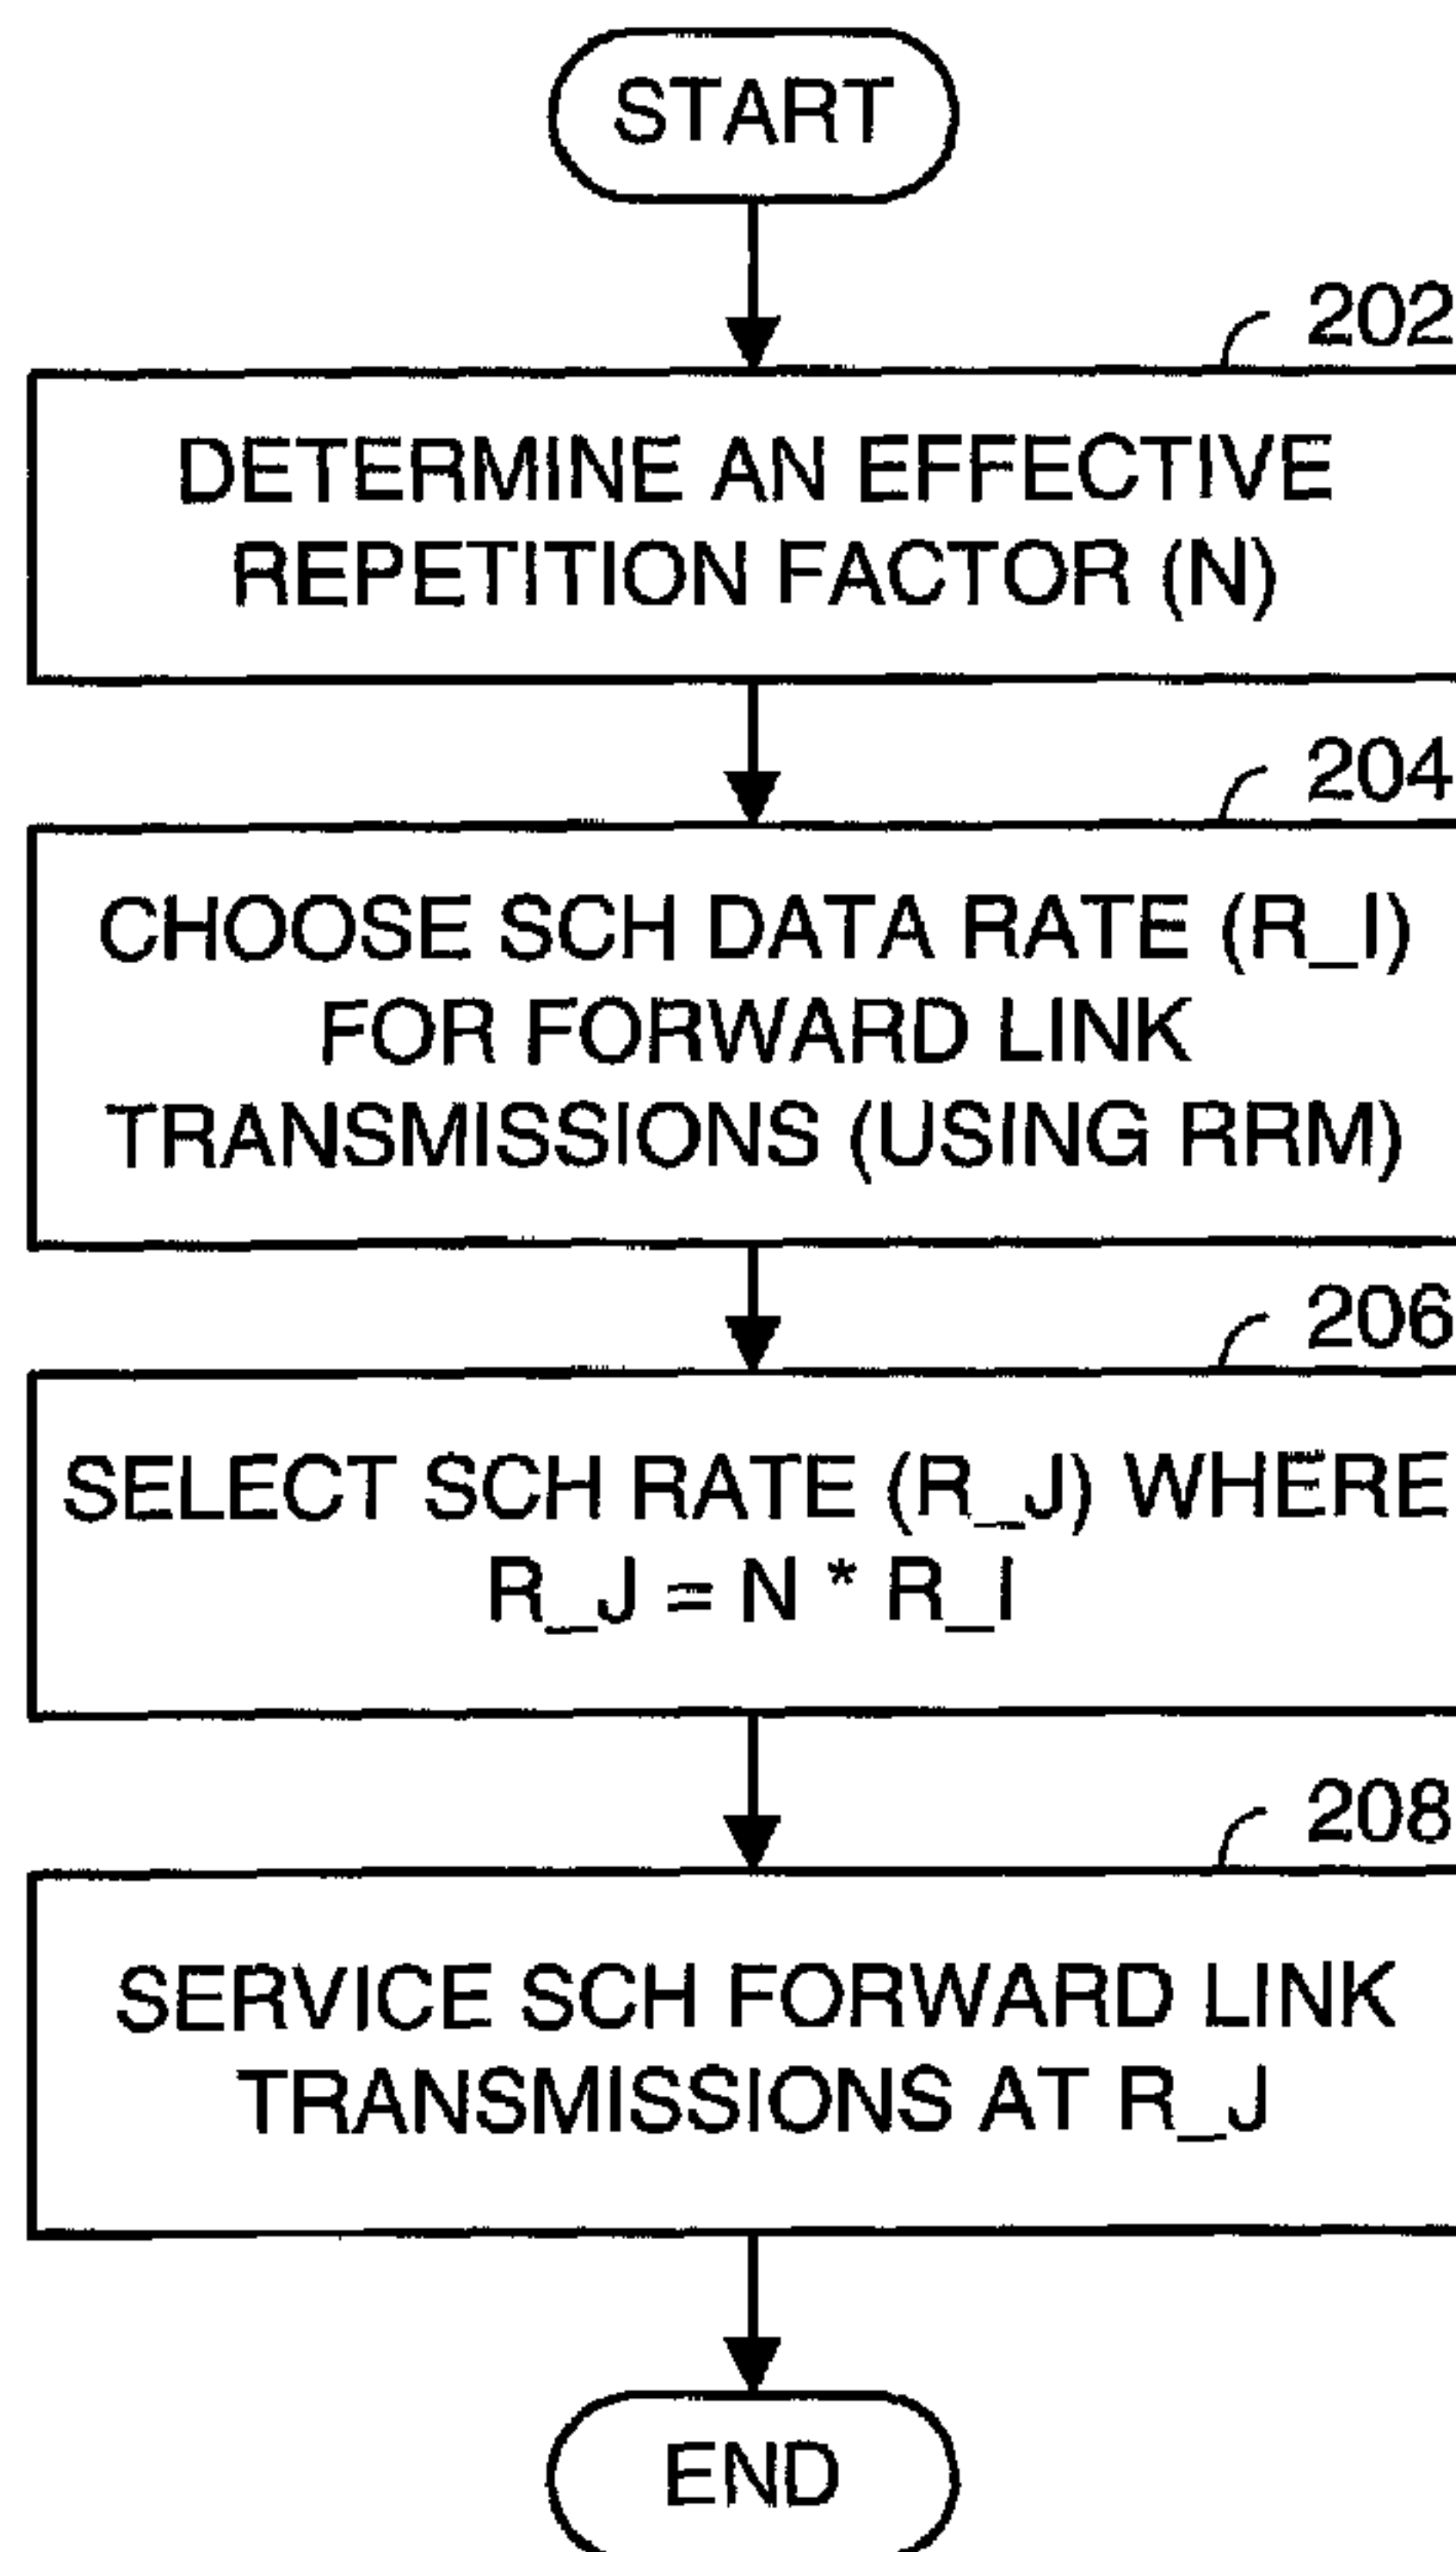 START
202
DETERMINE AN EFFECTIVE
REPETITION FACTOR (N)
204
CHOOSE SCH DATA RATE (R_I)
FOR FORWARD LINK
TRANSMISSIONS (USING RRM)
206
SELECT SCH RATE (R_J) WHERE
R_J = N * R_I
208
SERVICE SCH FORWARD LINK
TRANSMISSIONS AT R_J
END